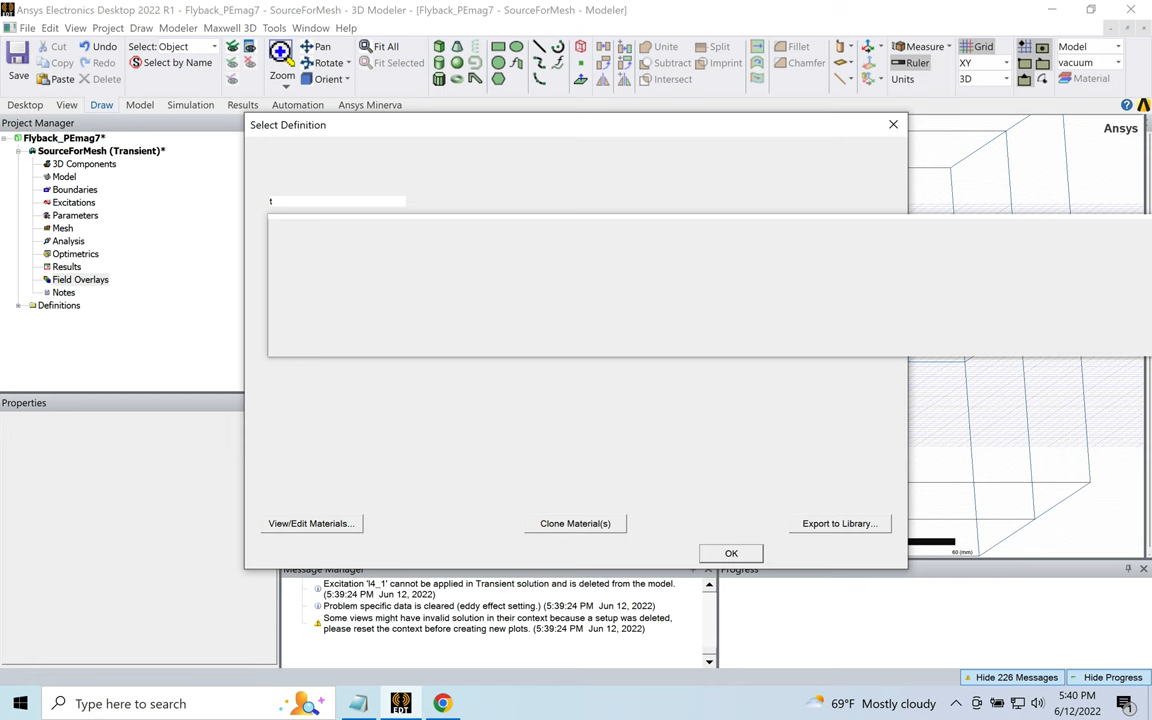 Ansys Electronics Desktop 2022 R1 - Flyback_PEmag7 - SourceForMesh - 3D Modeler - [Flyback_PEmag7 - SourceForMesh - Modeler]
File Edit View Project Draw Modeler Maxwell 3D Tools Window Help
Save
Cut Undo Select: Object
Copy Redo Select by Name
Paste Delete
Zoom
Pan
Rotate
Orient
Fit All
Fit Selected
Unite Split
Subtract Imprint
Intersect
Fillet
Chamfer
Measure
Ruler
Units
Grid
XY
3D
Model
vacuum
Material
Desktop View Draw Model Simulation Results Automation Ansys Minerva
Project Manager
Flyback_PEmag7*
SourceForMesh (Transient)*
3D Components
Model
Boundaries
Excitations
Parameters
Mesh
Analysis
Optimetrics
Results
Field Overlays
Notes
Definitions
Properties
Select Definition
t
View/Edit Materials...
Clone Material(s)
Export to Library...
OK
Ansys
60 (mm)
Message Manager
Progress
Excitation 'I4_1' cannot be applied in Transient solution and is deleted from the model.
(5:39:24 PM Jun 12, 2022)
Problem specific data is cleared (eddy effect setting.) (5:39:24 PM Jun 12, 2022)
Some views might have invalid solution in their context because a setup was deleted,
please reset the context before creating new plots. (5:39:24 PM Jun 12, 2022)
Hide 226 Messages
Hide Progress
Type here to search
EDT
69°F Mostly cloudy
5:40 PM
6/12/2022
1